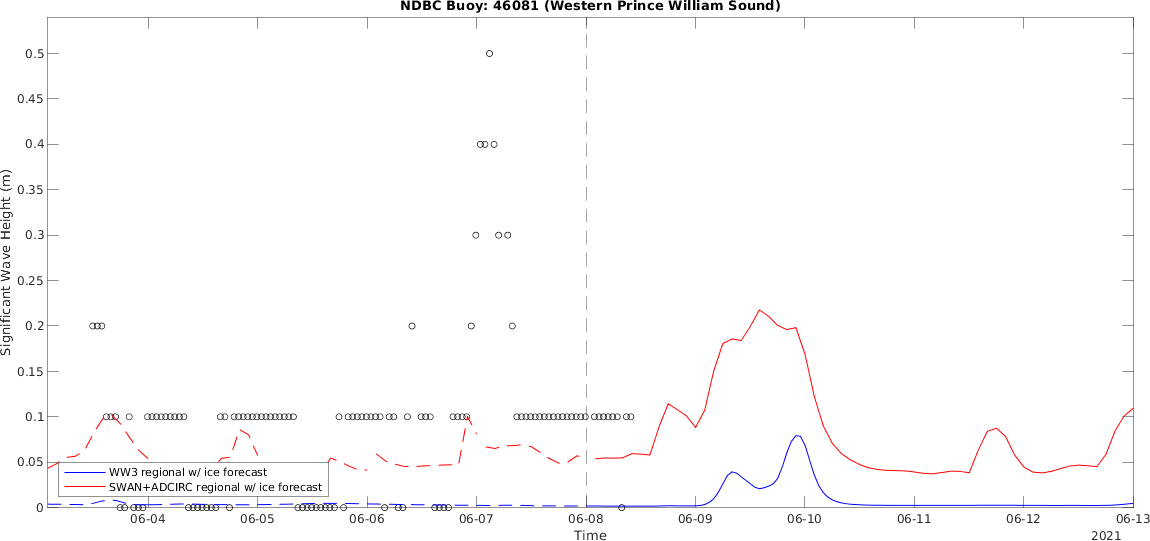 NDBC Buoy: 46081 (Western Prince William Sound)
Significant Wave Height (m)
0.5
0.45
0.4
0.35
0.3
0.25
0.2
0.15
0.1
0.05
0
WW3 regional w/ ice forecast
SWAN+ADCIRC regional w/ ice forecast
06-04 06-05 06-06 06-07 06-08 06-09 06-10 06-11 06-12 06-13
Time
2021